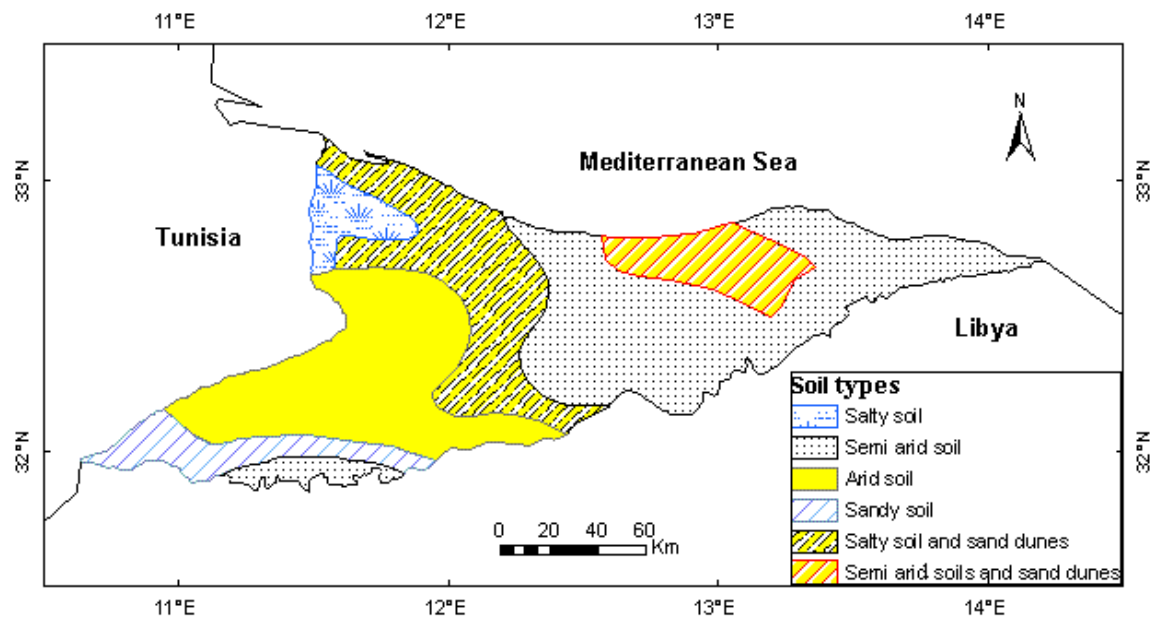 11°E 12°E 13°E 14°E
N
Mediterranean Sea
33°N 33°N
Tunisia
Libya
Soil types
Salty soil
Semi arid soil
Arid soil
Sandy soil
Salty soil and sand dunes
Semi arid soils and sand dunes
32°N 32°N
0 20 40 60
Km
11°E 12°E 13°E 14°E